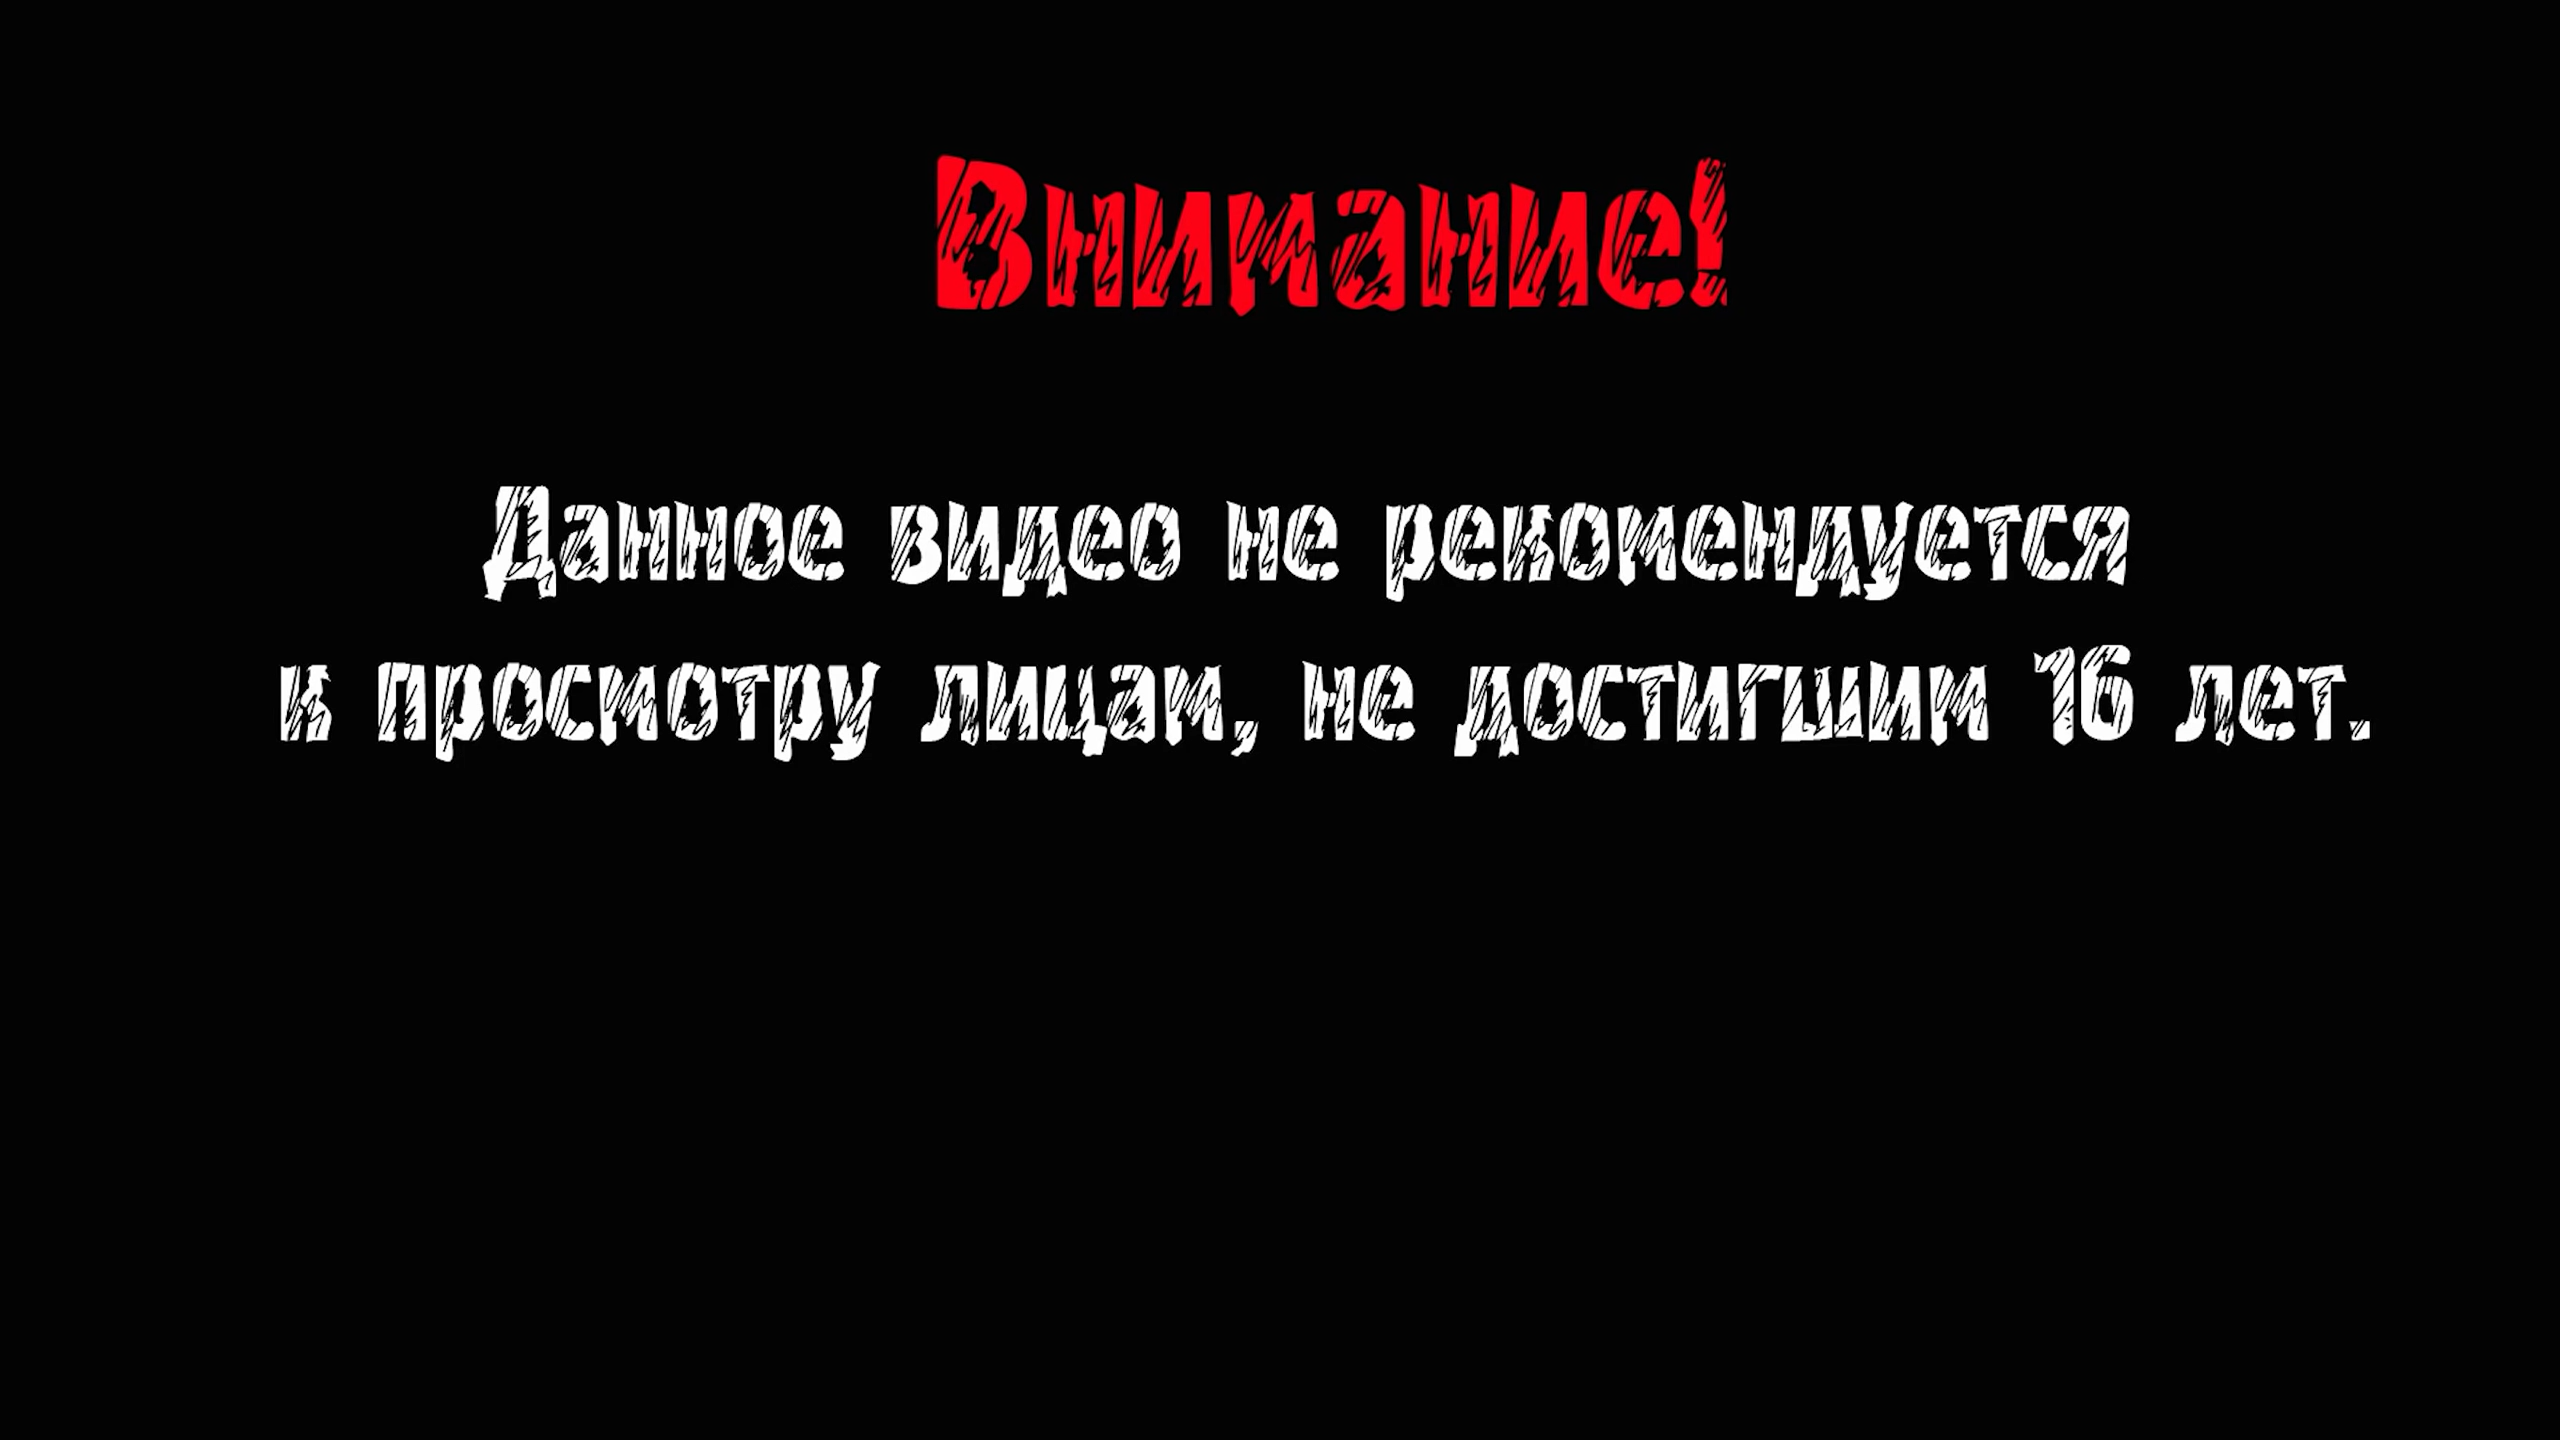 Внимание!
Данное видео не рекомендуется
к просмотру лицам, не достигшим 16 лет.